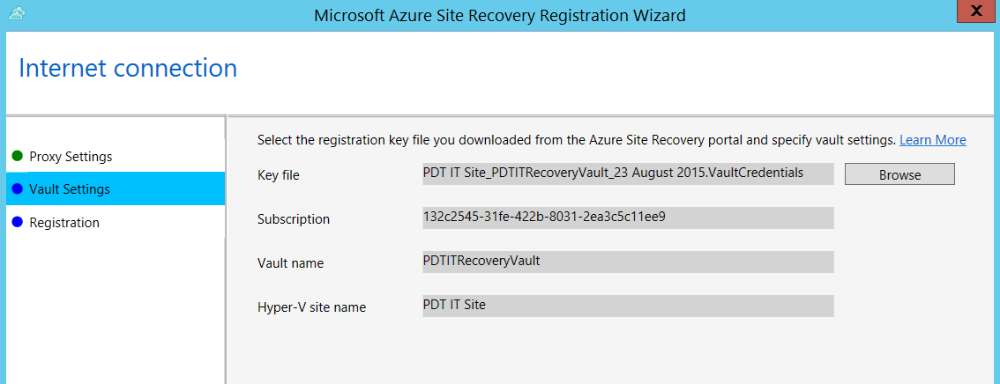 Microsoft Azure Site Recovery Registration Wizard
X
Internet connection
Proxy Settings
Vault Settings
Registration
Select the registration key file you downloaded from the Azure Site Recovery portal and specify vault settings. Learn More
Key file PDT IT Site_PDTITRecoveryVault_23 August 2015.VaultCredentials Browse
Subscription 132c2545-31fe-422b-8031-2ea3c5c11ee9
Vault name PDTITRecoveryVault
Hyper-V site name PDT IT Site